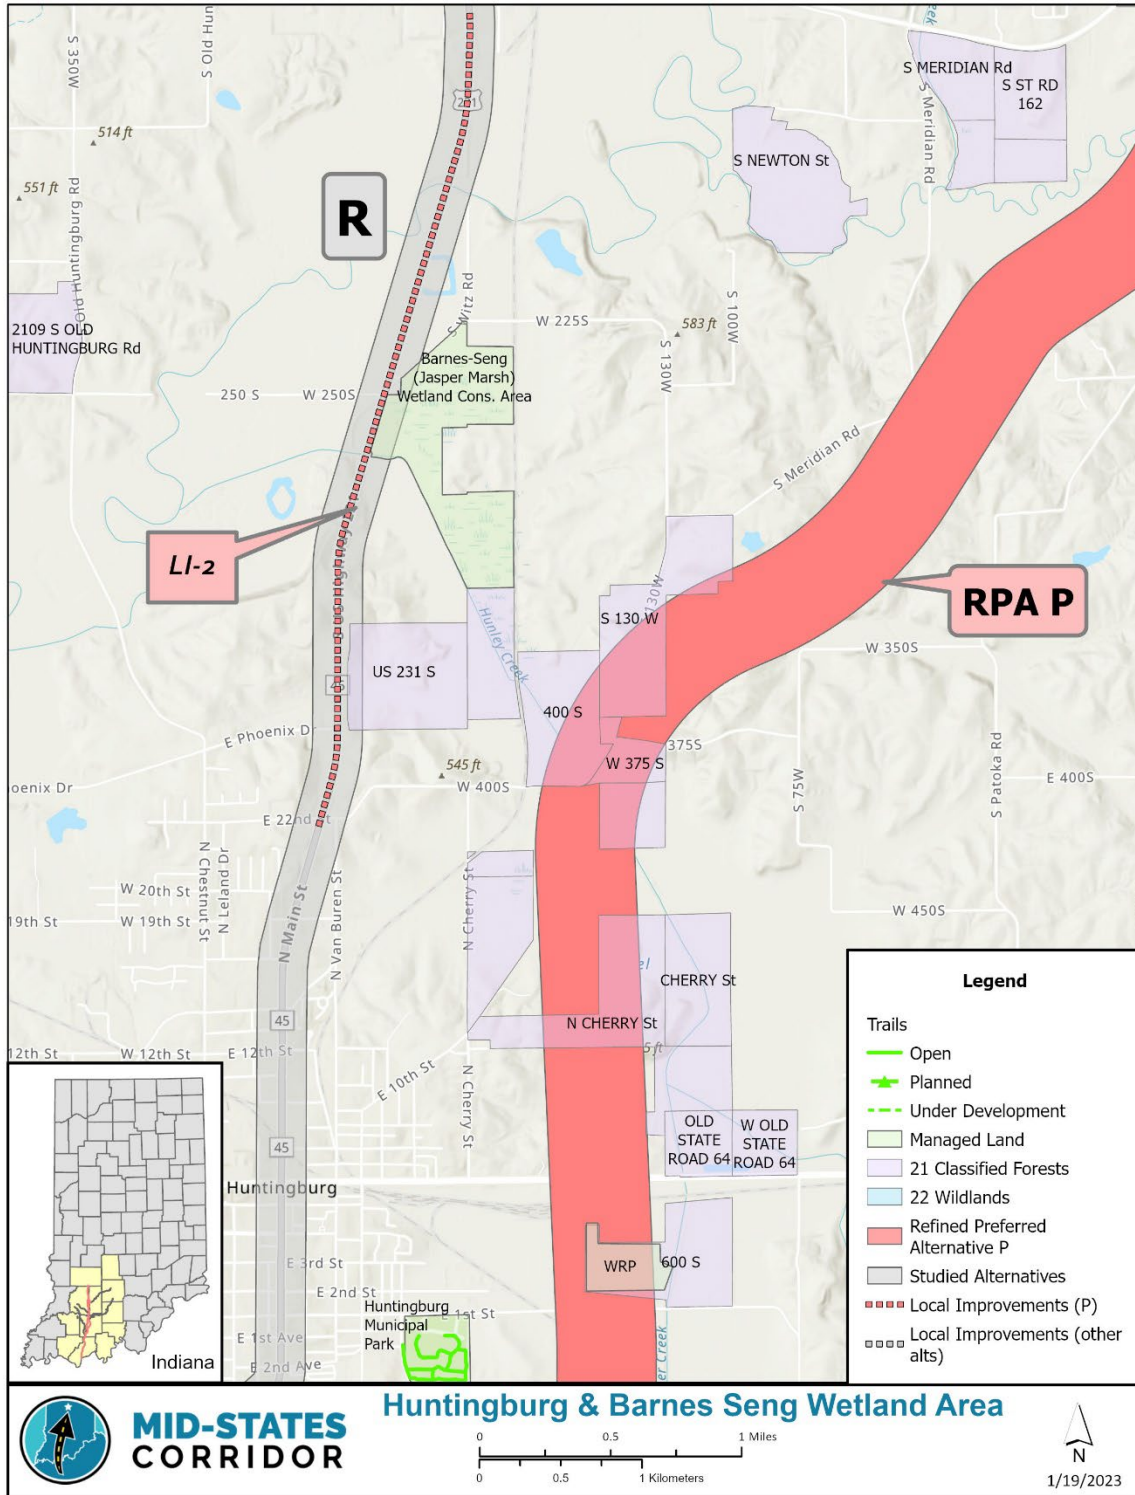 S 350W
S Old Hun
Creek
S MERIDIAN Rd
S ST RD
162
231
514 ft
S NEWTON St
S Meridian Rd
551 ft
R
Old Huntingburg Rd
S Witz Rd
S 100W
2109 S OLD
HUNTINGBURG Rd
W 225S
583 ft
S 130W
Barnes-Seng
(Jasper Marsh)
Wetland Cons. Area
250 S
W 250S
S Meridian Rd
LI-2
130W
RPA P
S 130 W
Hunley Creek
W 350S
US 231 S
45
400 S
E Phoenix Dr
375S
W 375 S
545 ft
oenix Dr
W 400S
S 75W
S Patoka Rd
E 400S
E 22nd St
N Chestnut St
N Leland Dr
W 20th St
19th St
W 19th St
N Main St
N Van Buren St
N Cherry St
W 450S
el
CHERRY St
45
N CHERRY St
5 ft
12th St
W 12th St
E 12th St
E 10th St
N Cherry St
45
OLD
STATE
ROAD 64
W OLD
STATE
ROAD 64
Huntingburg
E 3rd St
WRP
600 S
E 2nd St
Huntingburg
Municipal
Park
E 1st St
E 1st Ave
E 2nd Ave
er Creek
Indiana
Legend
Trails
Open
Planned
Under Development
Managed Land
21 Classified Forests
22 Wildlands
Refined Preferred
Alternative P
Studied Alternatives
Local Improvements (P)
Local Improvements (other
alts)
MID-STATES
CORRIDOR
Huntingburg & Barnes Seng Wetland Area
0 0.5 1 Miles
0 0.5 1 Kilometers
N
1/19/2023